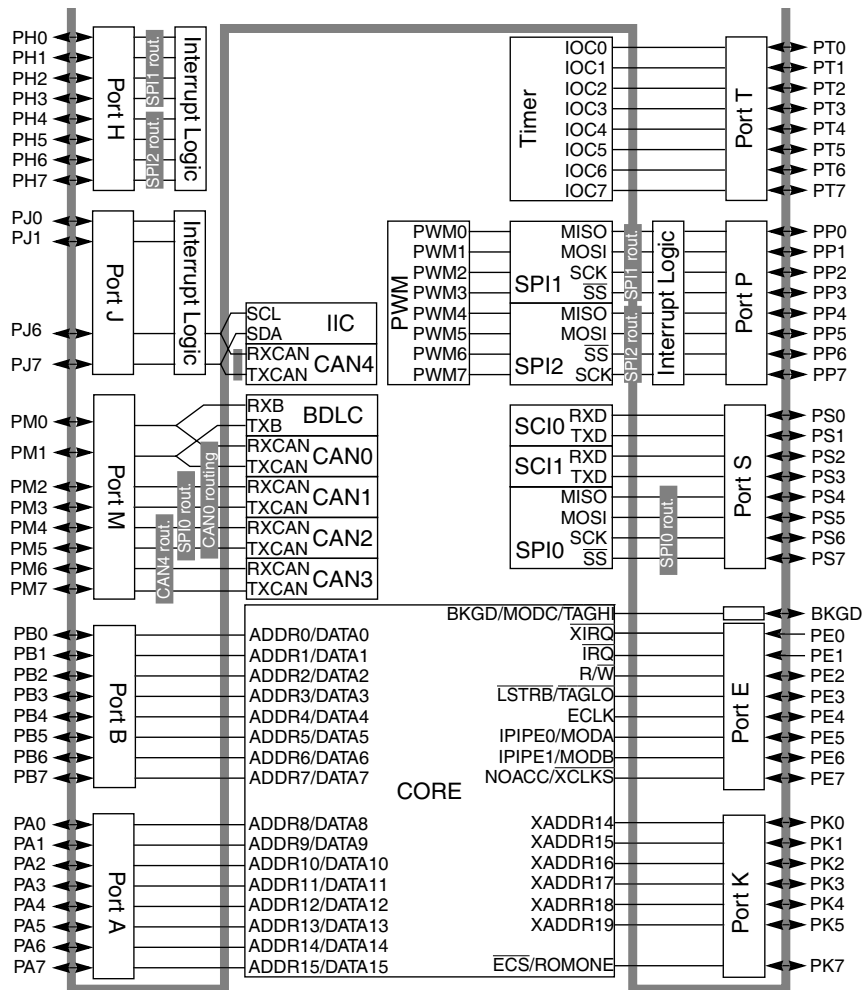 PH0
PH1
PH2
PH3
PH4
PH5
PH6
PH7
Port H
SPI1 rout.
SPI2 rout.
Interrupt Logic
PJ0
PJ1
PJ6
PJ7
Port J
Interrupt Logic
SCL
SDA
IIC
RXCAN
TXCAN
CAN4
PM0
PM1
PM2
PM3
PM4
PM5
PM6
PM7
Port M
CAN4 rout.
SPI0 rout.
CAN0 routing
RXB
TXB
BDLC
RXCAN
TXCAN
CAN0
RXCAN
TXCAN
CAN1
RXCAN
TXCAN
CAN2
RXCAN
TXCAN
CAN3
PB0
PB1
PB2
PB3
PB4
PB5
PB6
PB7
Port B
ADDR0/DATA0
ADDR1/DATA1
ADDR2/DATA2
ADDR3/DATA3
ADDR4/DATA4
ADDR5/DATA5
ADDR6/DATA6
ADDR7/DATA7
PA0
PA1
PA2
PA3
PA4
PA5
PA6
PA7
Port A
ADDR8/DATA8
ADDR9/DATA9
ADDR10/DATA10
ADDR11/DATA11
ADDR12/DATA12
ADDR13/DATA13
ADDR14/DATA14
ADDR15/DATA15
CORE
Timer
IOC0
IOC1
IOC2
IOC3
IOC4
IOC5
IOC6
IOC7
Port T
PT0
PT1
PT2
PT3
PT4
PT5
PT6
PT7
PWM
PWM0
PWM1
PWM2
PWM3
PWM4
PWM5
PWM6
PWM7
SPI1
MISO
MOSI
SCK
SS
SPI2
MISO
MOSI
SS
SCK
SPI1 rout.
SPI2 rout.
Interrupt Logic
Port P
PP0
PP1
PP2
PP3
PP4
PP5
PP6
PP7
SCI0
RXD
TXD
SCI1
RXD
TXD
SPI0
MISO
MOSI
SCK
SS
SPI0 rout.
Port S
PS0
PS1
PS2
PS3
PS4
PS5
PS6
PS7
BKGD/MODC/TAGHI
XIRQ
IRQ
R/W
LSTRB/TAGLO
ECLK
IPIPE0/MODA
IPIPE1/MODB
NOACC/XCLKS
Port E
BKGD
PE0
PE1
PE2
PE3
PE4
PE5
PE6
PE7
XADDR14
XADDR15
XADDR16
XADDR17
XADRR18
XADDR19
ECS/ROMONE
Port K
PK0
PK1
PK2
PK3
PK4
PK5
PK7